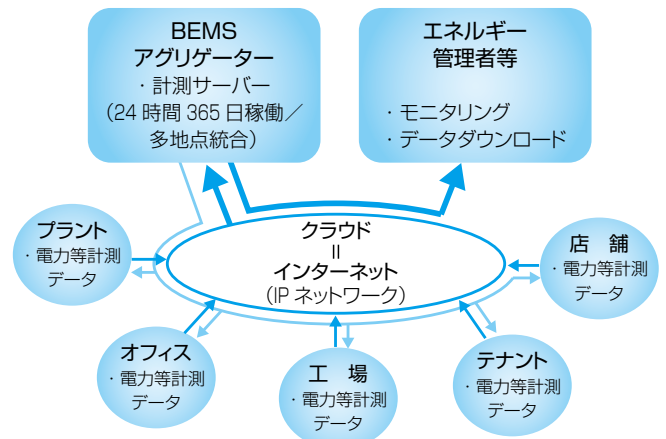 BEMS
アグリゲーター
・計測サーバー
（24 時間 365 日稼働／
多地点統合）
エネルギー
管理者等
・モニタリング
・データダウンロード
クラウド
＝
インターネット
（IP ネットワーク）
プラント
・電力等計測
データ
オフィス
・電力等計測
データ
工　場
・電力等計測
データ
テナント
・電力等計測
データ
店　舗
・電力等計測
データ